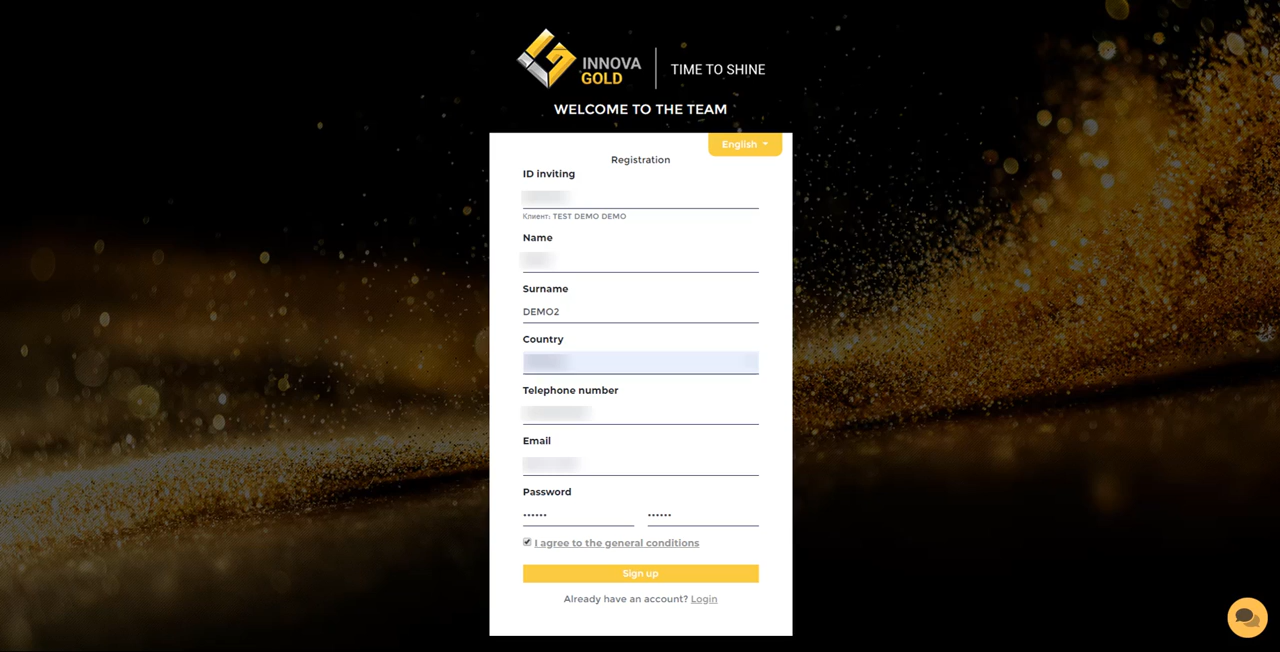 INNOVA
GOLD
TIME TO SHINE
WELCOME TO THE TEAM
English
Registration
ID inviting
Клиент: TEST DEMO DEMO
Name
Surname
DEMO2
Country
Telephone number
Email
Password
•••••• ••••••
I agree to the general conditions
Sign up
Already have an account? Login